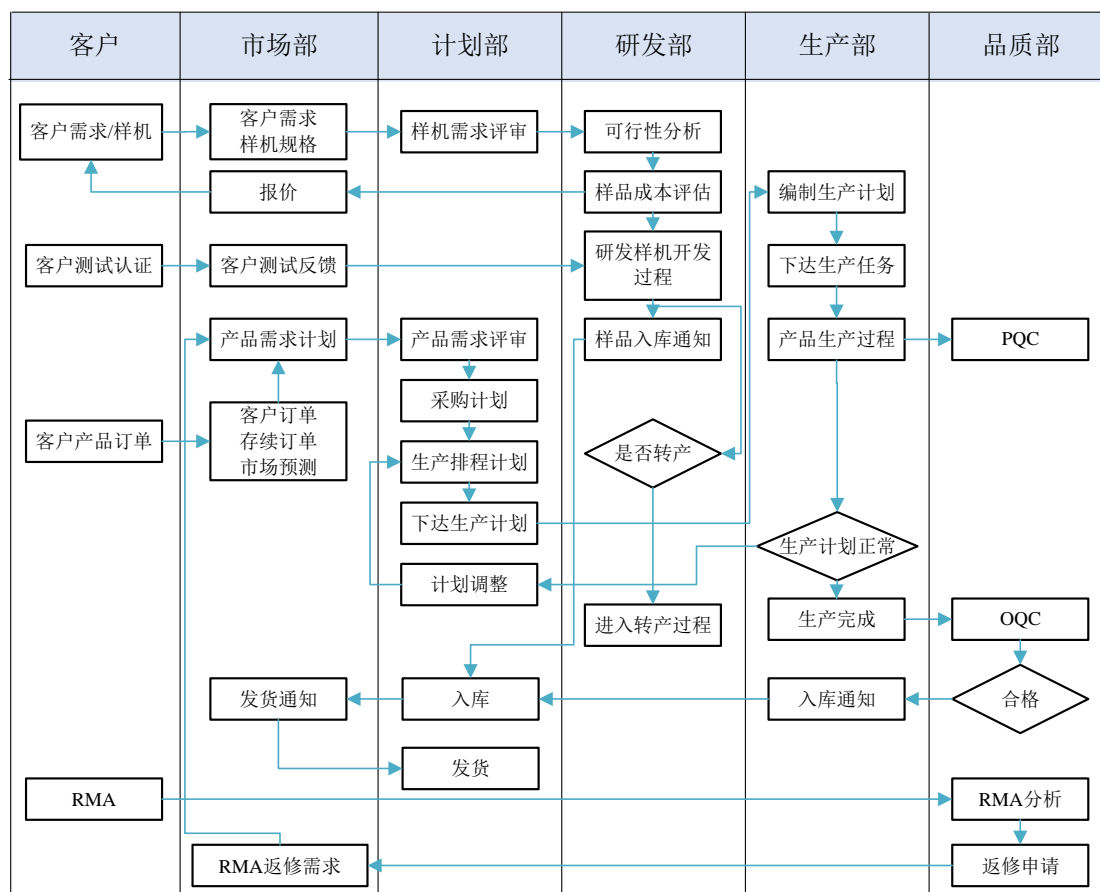 客户
市场部
计划部
研发部
生产部
品质部
客户需求/样机
客户需求
样机规格
样机需求评审
可行性分析
报价
样品成本评估
编制生产计划
客户测试认证
客户测试反馈
研发样机开发
过程
下达生产任务
产品需求计划
产品需求评审
样品入库通知
产品生产过程
PQC
采购计划
客户产品订单
客户订单
存续订单
市场预测
生产排程计划
是否转产
下达生产计划
生产计划正常
计划调整
进入转产过程
生产完成
OQC
发货通知
入库
入库通知
合格
发货
RMA
RMA分析
RMA返修需求
返修申请